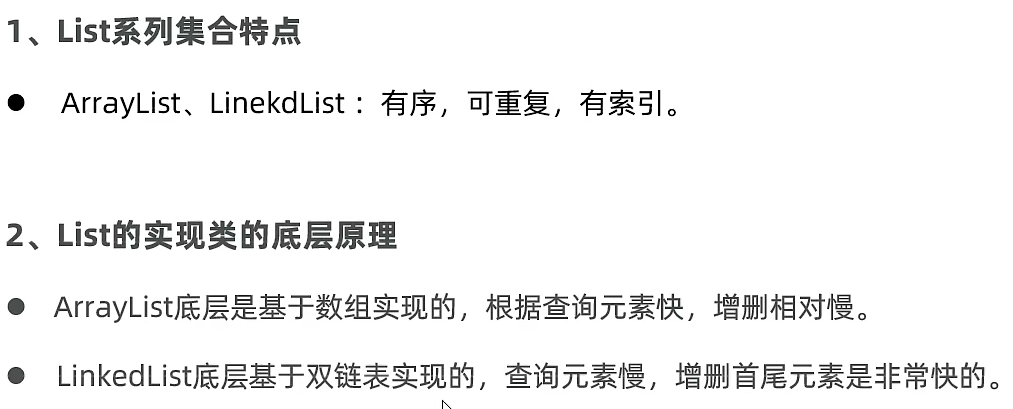 1、List系列集合特点
● ArrayList、LinekdList ：有序，可重复，有索引。
2、List的实现类的底层原理
● ArrayList底层是基于数组实现的，根据查询元素快，增删相对慢。
● LinkedList底层基于双链表实现的，查询元素慢，增删首尾元素是非常快的。